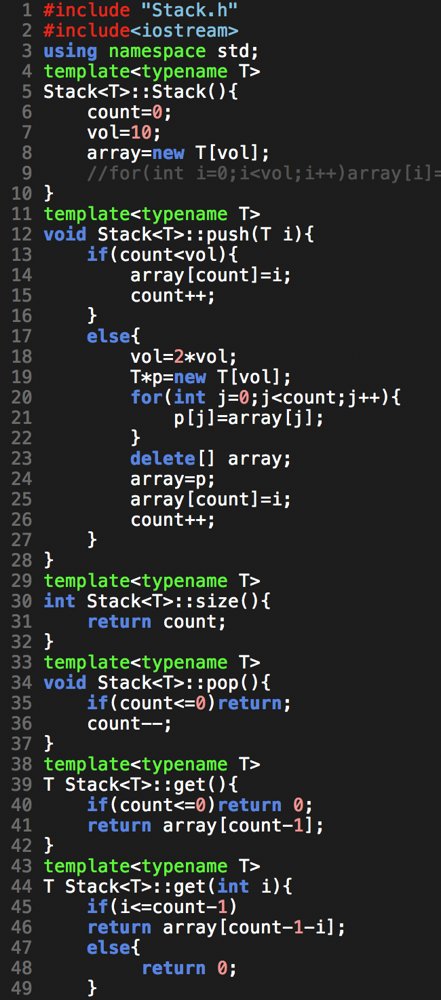 1 #include "Stack.h"
2 #include<iostream>
3 using namespace std;
4 template<typename T>
5 Stack<T>::Stack(){
6     count=0;
7     vol=10;
8     array=new T[vol];
9     //for(int i=0;i<vol;i++)array[i]=
10 }
11 template<typename T>
12 void Stack<T>::push(T i){
13     if(count<vol){
14         array[count]=i;
15         count++;
16     }
17     else{
18         vol=2*vol;
19         T*p=new T[vol];
20         for(int j=0;j<count;j++){
21             p[j]=array[j];
22         }
23         delete[] array;
24         array=p;
25         array[count]=i;
26         count++;
27     }
28 }
29 template<typename T>
30 int Stack<T>::size(){
31     return count;
32 }
33 template<typename T>
34 void Stack<T>::pop(){
35     if(count<=0)return;
36     count--;
37 }
38 template<typename T>
39 T Stack<T>::get(){
40     if(count<=0)return 0;
41     return array[count-1];
42 }
43 template<typename T>
44 T Stack<T>::get(int i){
45     if(i<=count-1)
46     return array[count-1-i];
47     else{
48          return 0;
49     }